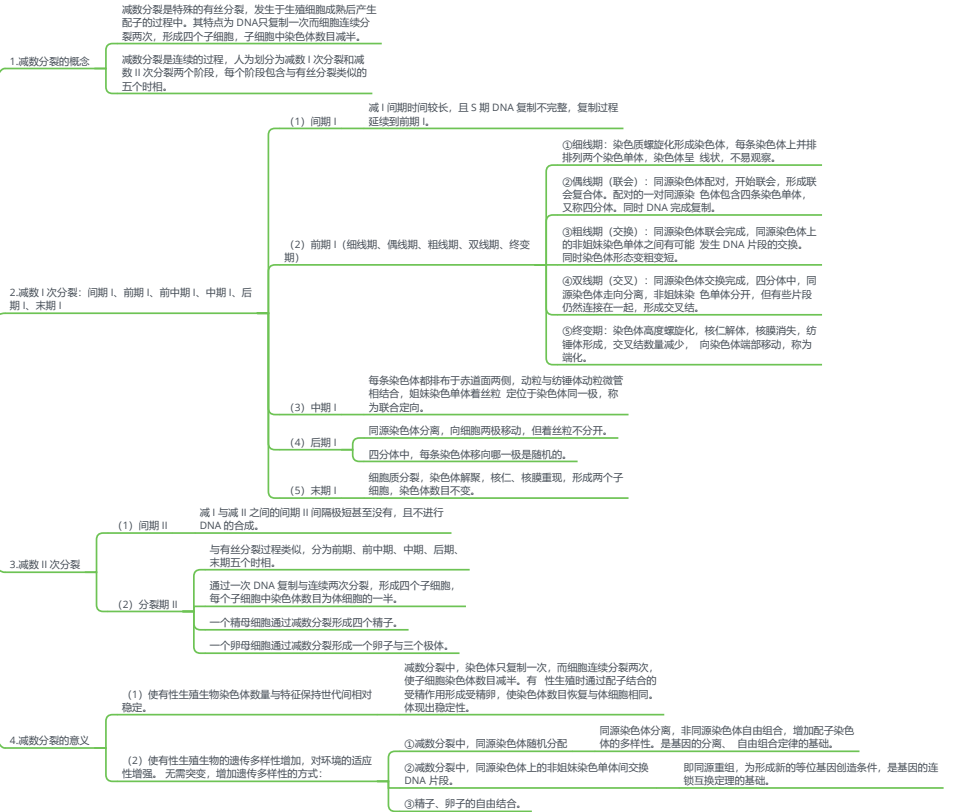 减数分裂是特殊的有丝分裂，发生于生殖细胞成熟后产生
配子的过程中。其特点为 DNA只复制一次而细胞连续分
裂两次，形成四个子细胞，子细胞中染色体数目减半。
1.减数分裂的概念
减数分裂是连续的过程，人为划分为减数 I 次分裂和减
数 II 次分裂两个阶段，每个阶段包含与有丝分裂类似的
五个时相。
（1）间期 I
减 I 间期时间较长，且 S 期 DNA 复制不完整，复制过程
延续到前期 I。
2.减数 I 次分裂：间期 I、前期 I、前中期 I、中期 I、后
期 I、末期 I
（2）前期 I（细线期、偶线期、粗线期、双线期、终变
期）
①细线期：染色质螺旋化形成染色体，每条染色体上并排
排列两个染色单体，染色体呈 线状，不易观察。
②偶线期（联会）：同源染色体配对，开始联会，形成联
会复合体。配对的一对同源染 色体包含四条染色单体，
又称四分体。同时 DNA 完成复制。
③粗线期（交换）：同源染色体联会完成，同源染色体上
的非姐妹染色单体之间有可能 发生 DNA 片段的交换。
同时染色体形态变粗变短。
④双线期（交叉）：同源染色体交换完成，四分体中，同
源染色体走向分离，非姐妹染 色单体分开，但有些片段
仍然连接在一起，形成交叉结。
⑤终变期：染色体高度螺旋化，核仁解体，核膜消失，纺
锤体形成，交叉结数量减少， 向染色体端部移动，称为
端化。
（3）中期 I
每条染色体都排布于赤道面两侧，动粒与纺锤体动粒微管
相结合，姐妹染色单体着丝粒 定位于染色体同一极，称
为联合定向。
（4）后期 I
同源染色体分离，向细胞两极移动，但着丝粒不分开。
四分体中，每条染色体移向哪一极是随机的。
（5）末期 I
细胞质分裂，染色体解聚，核仁、核膜重现，形成两个子
细胞，染色体数目不变。
3.减数 II 次分裂
（1）间期 II
减 I 与减 II 之间的间期 II 间隔极短甚至没有，且不进行
DNA 的合成。
（2）分裂期 II
与有丝分裂过程类似，分为前期、前中期、中期、后期、
末期五个时相。
通过一次 DNA 复制与连续两次分裂，形成四个子细胞，
每个子细胞中染色体数目为体细胞的一半。
一个精母细胞通过减数分裂形成四个精子。
一个卵母细胞通过减数分裂形成一个卵子与三个极体。
4.减数分裂的意义
（1）使有性生殖生物染色体数量与特征保持世代间相对
稳定。
减数分裂中，染色体只复制一次，而细胞连续分裂两次，
使子细胞染色体数目减半。有 性生殖时通过配子结合的
受精作用形成受精卵，使染色体数目恢复与体细胞相同。
体现出稳定性。
（2）使有性生殖生物的遗传多样性增加，对环境的适应
性增强。 无需突变，增加遗传多样性的方式：
①减数分裂中，同源染色体随机分配
同源染色体分离，非同源染色体自由组合，增加配子染色
体的多样性。是基因的分离、 自由组合定律的基础。
②减数分裂中，同源染色体上的非姐妹染色单体间交换
DNA 片段。
即同源重组，为形成新的等位基因创造条件，是基因的连
锁互换定理的基础。
③精子、卵子的自由结合。